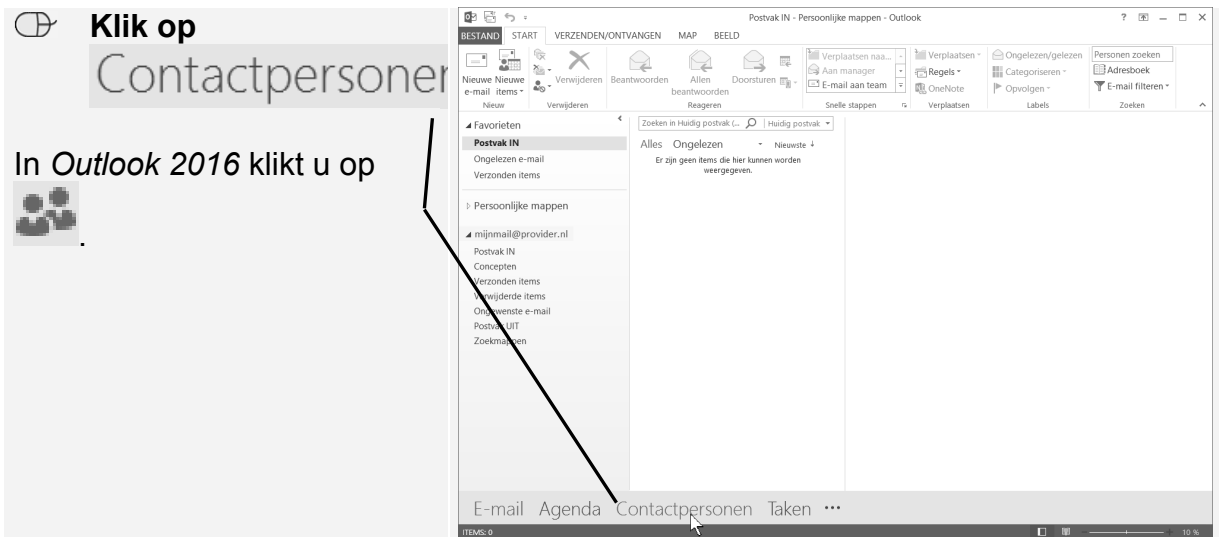 Klik op
Contactpersonen
In Outlook 2016 klikt u op
.
Postvak IN - Persoonlijke mappen - Outlook
BESTAND START VERZENDEN/ONTVANGEN MAP BEELD
Nieuwe e-mail
Nieuwe items
Nieuw
Verwijderen
Verwijderen
Beantwoorden
Allen beantwoorden
Doorsturen
Reageren
Verplaatsen naa...
Aan manager
E-mail aan team
Snelle stappen
Verplaatsen
Regels
OneNote
Verplaatsen
Ongelezen/gelezen
Categoriseren
Opvolgen
Labels
Personen zoeken
Adresboek
E-mail filteren
Zoeken
Favorieten
Postvak IN
Ongelezen e-mail
Verzonden items
Persoonlijke mappen
mijnmail@provider.nl
Postvak IN
Concepten
Verzonden items
Verwijderde items
Ongewenste e-mail
Postvak UIT
Zoekmappen
Zoeken in Huidig postvak (... Huidig postvak
Alles Ongelezen Nieuwste ↓
Er zijn geen items die hier kunnen worden
weergegeven.
E-mail Agenda Contactpersonen Taken •••
ITEMS: 0
10 %